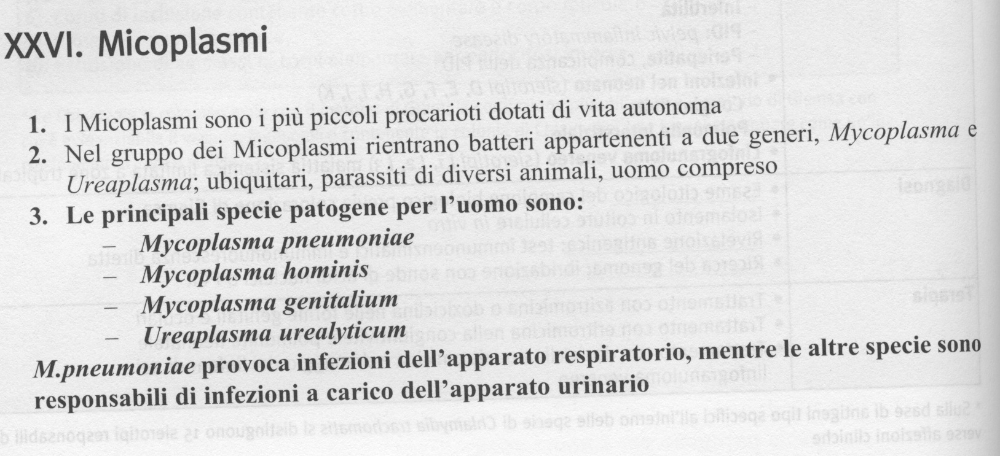 XXVI. Micoplasmi
1. I Micoplasmi sono i più piccoli procarioti dotati di vita autonoma
2. Nel gruppo dei Micoplasmi rientrano batteri appartenenti a due generi, Mycoplasma e
Ureaplasma; ubiquitari, parassiti di diversi animali, uomo compreso
3. Le principali specie patogene per l'uomo sono:
– Mycoplasma pneumoniae
– Mycoplasma hominis
– Mycoplasma genitalium
– Ureaplasma urealyticum
M.pneumoniae provoca infezioni dell'apparato respiratorio, mentre le altre specie sono
responsabili di infezioni a carico dell'apparato urinario